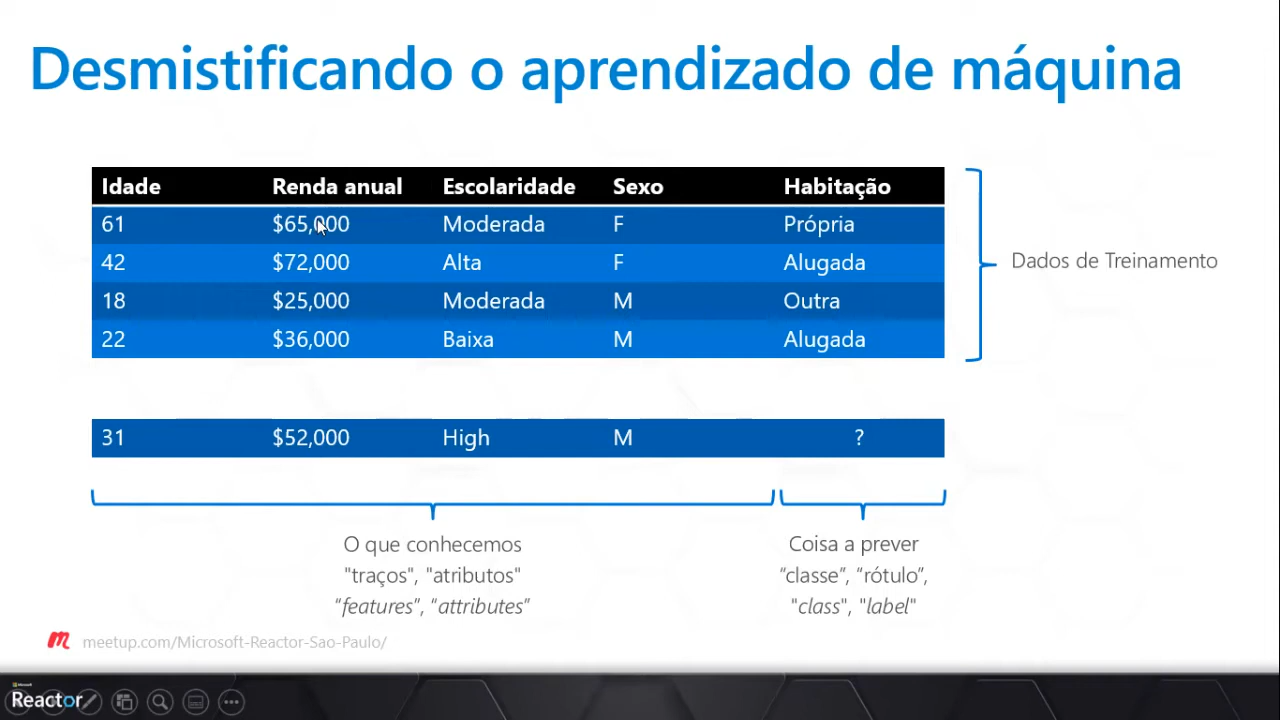 Desmistificando o aprendizado de máquina
Idade Renda anual Escolaridade Sexo Habitação
61 $65,000 Moderada F Própria
42 $72,000 Alta F Alugada
18 $25,000 Moderada M Outra
22 $36,000 Baixa M Alugada
Dados de Treinamento
31 $52,000 High M ?
O que conhecemos
"traços", "atributos"
“features”, “attributes”
Coisa a prever
“classe”, “rótulo”,
"class", "label"
meetup.com/Microsoft-Reactor-Sao-Paulo/
Microsoft
Reactor